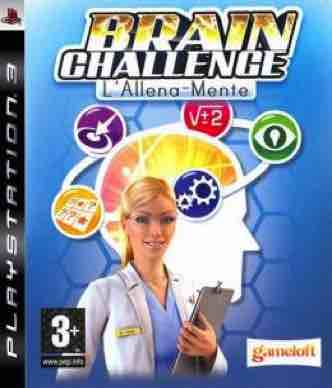 PLAYSTATION 3
BRAIN
CHALLENGE
L'Allena-Mente
√±2
3+
www.pegi.info
gameloft